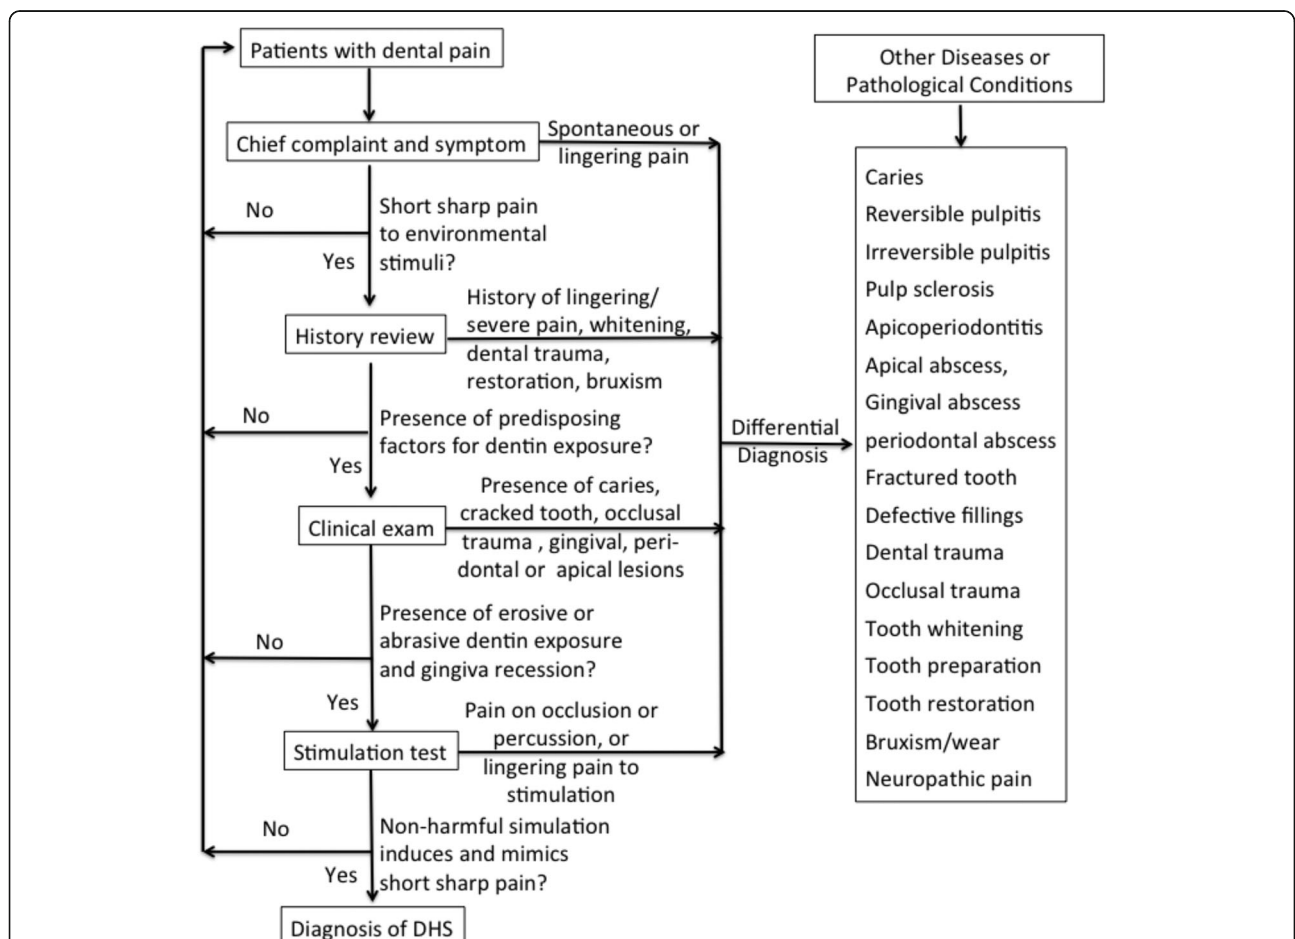 Patients with dental pain
Chief complaint and symptom
Spontaneous or
lingering pain
No
Short sharp pain
to environmental
stimuli?
Yes
History review
History of lingering/
severe pain, whitening,
dental trauma,
restoration, bruxism
No
Presence of predisposing
factors for dentin exposure?
Yes
Clinical exam
Presence of caries,
cracked tooth, occlusal
trauma , gingival, peri-
dontal or apical lesions
No
Presence of erosive or
abrasive dentin exposure
and gingiva recession?
Yes
Stimulation test
Pain on occlusion or
percussion, or
lingering pain to
stimulation
No
Non-harmful simulation
induces and mimics
short sharp pain?
Yes
Diagnosis of DHS
Differential
Diagnosis
Other Diseases or
Pathological Conditions
Caries
Reversible pulpitis
Irreversible pulpitis
Pulp sclerosis
Apicoperiodontitis
Apical abscess,
Gingival abscess
periodontal abscess
Fractured tooth
Defective fillings
Dental trauma
Occlusal trauma
Tooth whitening
Tooth preparation
Tooth restoration
Bruxism/wear
Neuropathic pain